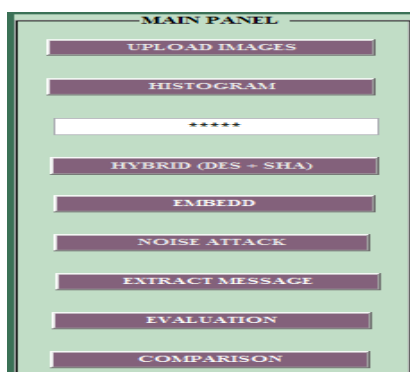 MAIN PANEL
UPLOAD IMAGES
HISTOGRAM
*****
HYBRID (DES + SHA)
EMBEDD
NOISE ATTACK
EXTRACT MESSAGE
EVALUATION
COMPARISON